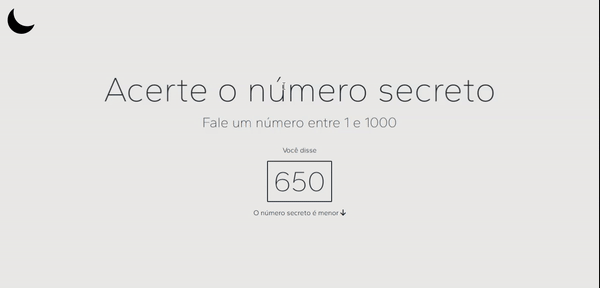 Acerte o número secreto
Fale um número entre 1 e 1000
Você disse
650
O número secreto é menor ↓